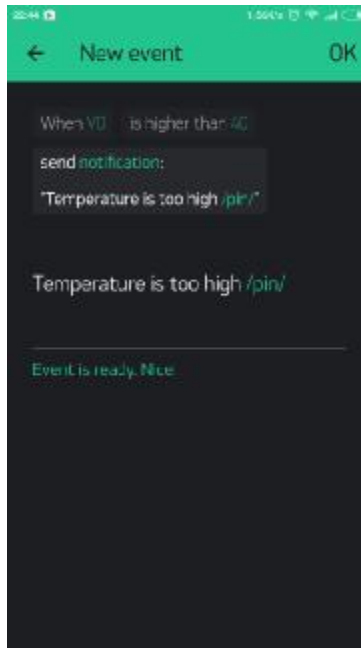 22:44
← New event OK
When V0 is higher than 40
send notification:
"Temperature is too high /pin/"
Temperature is too high /pin/
Event is ready. Nice